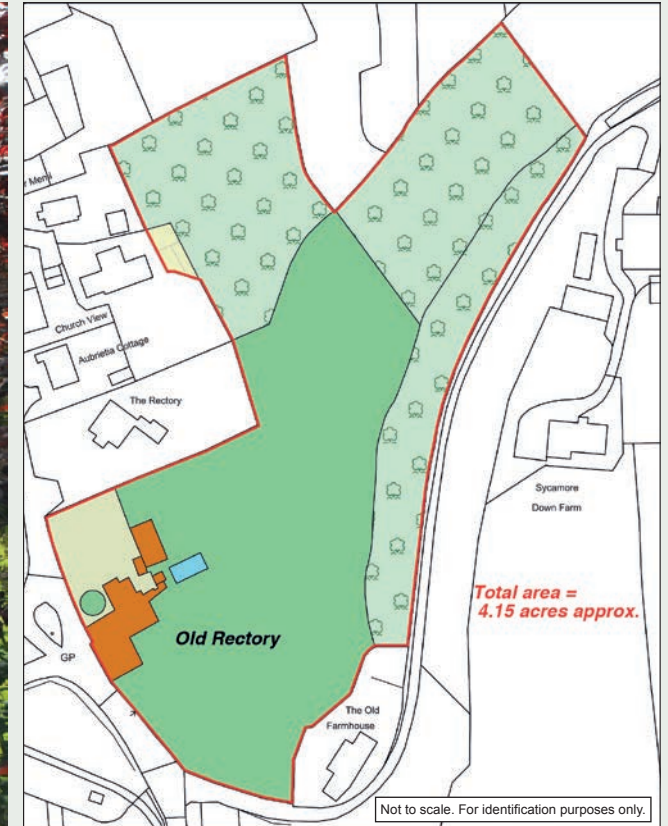 r Mend
Church View
Aubrietia Cottage
The Rectory
Sycamore
Down Farm
Total area =
4.15 acres approx.
Old Rectory
GP
The Old
Farmhouse
Not to scale. For identification purposes only.